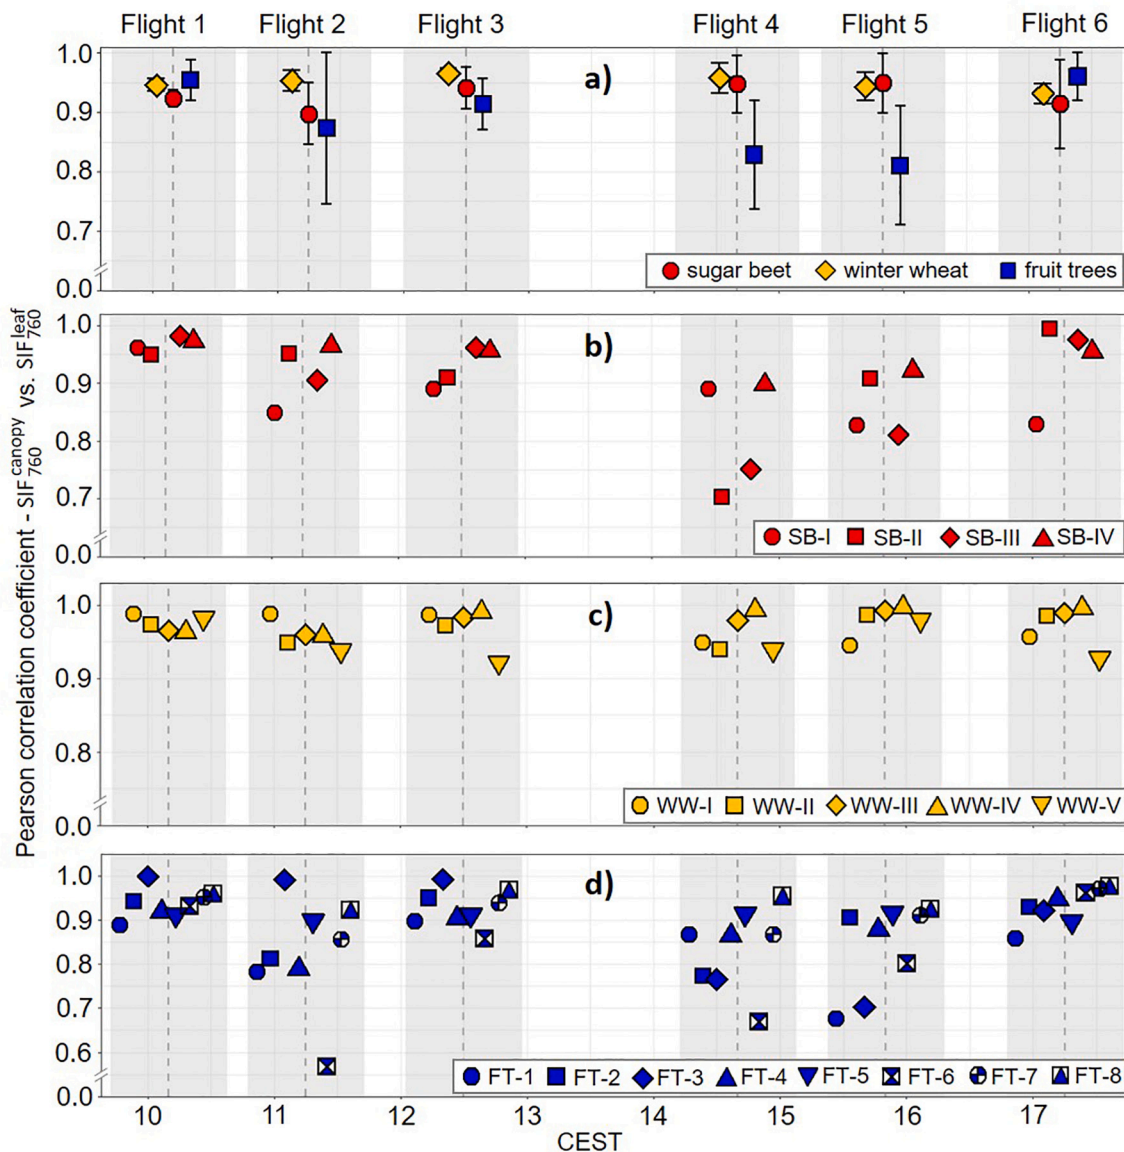 Flight 1 Flight 2 Flight 3 Flight 4 Flight 5 Flight 6
1.0
a)
0.9
0.8
0.7
sugar beet winter wheat fruit trees
0.0
1.0
b)
0.9
0.8
0.7
SB-I SB-II SB-III SB-IV
0.0
1.0
c)
0.9
0.8
WW-I WW-II WW-III WW-IV WW-V
0.0
1.0
d)
0.9
0.8
0.7
0.6
FT-1 FT-2 FT-3 FT-4 FT-5 FT-6 FT-7 FT-8
0.0
10 11 12 13 14 15 16 17
CEST
Pearson correlation coefficient - SIF760canopy vs. SIF760leaf